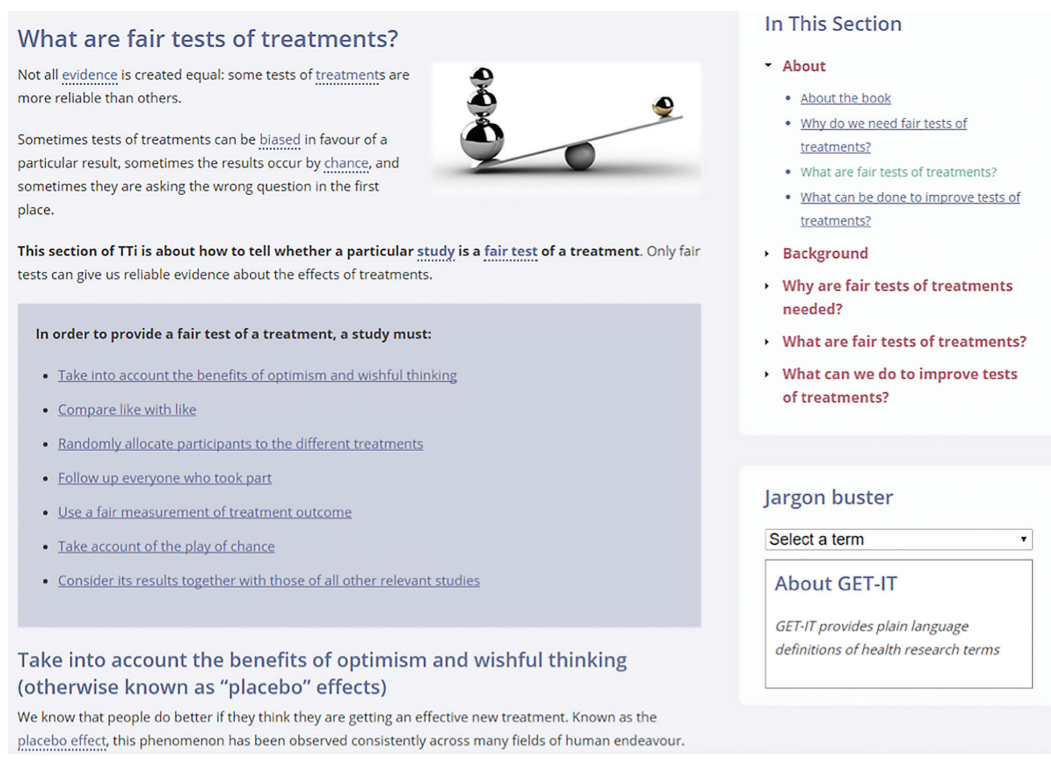 What are fair tests of treatments?
Not all evidence is created equal: some tests of treatments are
more reliable than others.
Sometimes tests of treatments can be biased in favour of a
particular result, sometimes the results occur by chance, and
sometimes they are asking the wrong question in the first
place.
This section of TTi is about how to tell whether a particular study is a fair test of a treatment. Only fair
tests can give us reliable evidence about the effects of treatments.
In order to provide a fair test of a treatment, a study must:
• Take into account the benefits of optimism and wishful thinking
• Compare like with like
• Randomly allocate participants to the different treatments
• Follow up everyone who took part
• Use a fair measurement of treatment outcome
• Take account of the play of chance
• Consider its results together with those of all other relevant studies
Take into account the benefits of optimism and wishful thinking
(otherwise known as “placebo” effects)
We know that people do better if they think they are getting an effective new treatment. Known as the
placebo effect, this phenomenon has been observed consistently across many fields of human endeavour.
In This Section
About
• About the book
• Why do we need fair tests of
treatments?
• What are fair tests of treatments?
• What can be done to improve tests of
treatments?
Background
Why are fair tests of treatments
needed?
What are fair tests of treatments?
What can we do to improve tests
of treatments?
Jargon buster
Select a term
About GET-IT
GET-IT provides plain language
definitions of health research terms